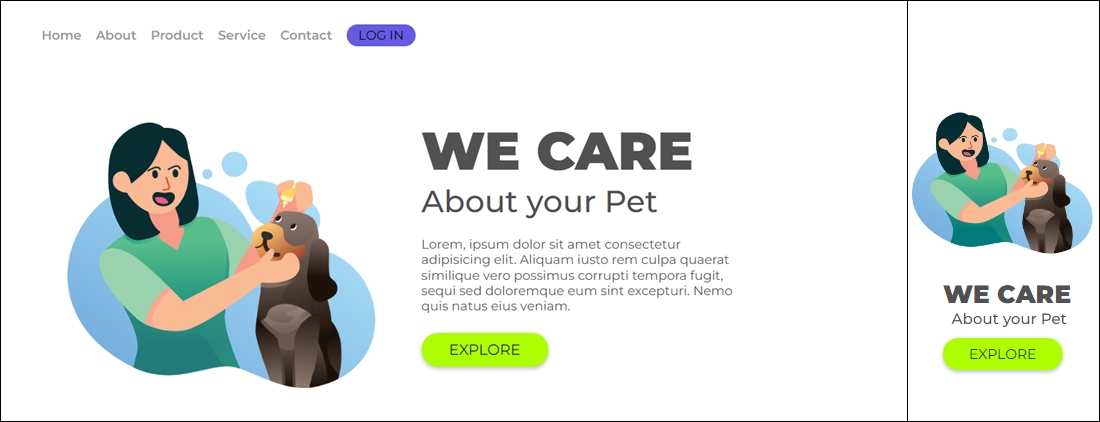 Home About Product Service Contact LOG IN
WE CARE
About your Pet
Lorem, ipsum dolor sit amet consectetur
adipisicing elit. Aliquam iusto rem culpa quaerat
similique vero possimus corrupti tempora fugit,
sequi sed doloremque eum sint excepturi. Nemo
quis natus eius veniam.
EXPLORE
WE CARE
About your Pet
EXPLORE